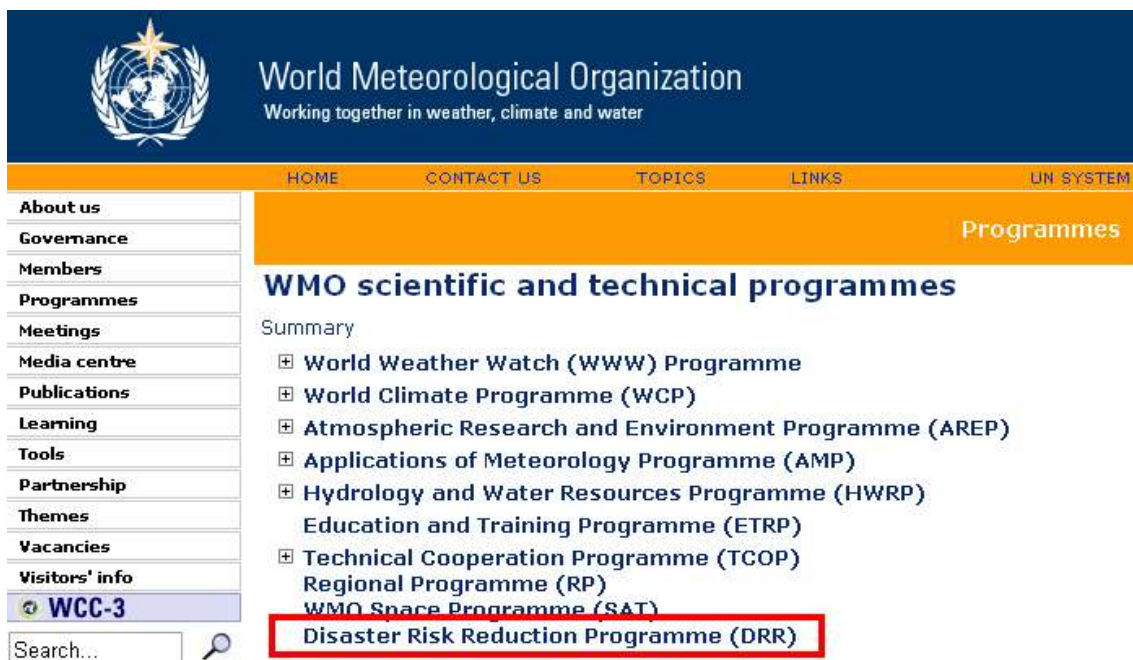 World Meteorological Organization
Working together in weather, climate and water
HOME CONTACT US TOPICS LINKS UN SYSTEM
About us
Governance
Members
Programmes
Meetings
Media centre
Publications
Learning
Tools
Partnership
Themes
Vacancies
Visitors' info
WCC-3
Search...
Programmes
WMO scientific and technical programmes
Summary
World Weather Watch (WWW) Programme
World Climate Programme (WCP)
Atmospheric Research and Environment Programme (AREP)
Applications of Meteorology Programme (AMP)
Hydrology and Water Resources Programme (HWRP)
Education and Training Programme (ETRP)
Technical Cooperation Programme (TCOP)
Regional Programme (RP)
WMO Space Programme (SAT)
Disaster Risk Reduction Programme (DRR)